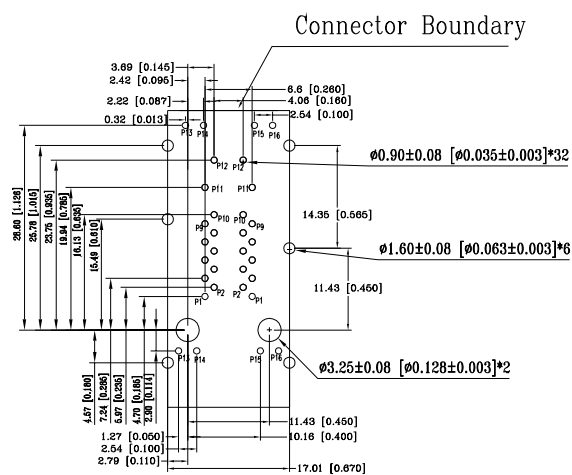 Connector Boundary
3.69 [0.145]
2.42 [0.095]
6.6 [0.260]
2.22 [0.087]
4.06 [0.160]
0.32 [0.013]
2.54 [0.100]
P13
P14
P15
P16
P12
P12
ø0.90±0.08 [ø0.035±0.003]*32
P11
P11
28.60 [1.126]
25.78 [1.015]
23.75 [0.935]
19.94 [0.785]
16.13 [0.635]
15.49 [0.610]
14.35 [0.565]
P10
P10
P9
P9
ø1.60±0.08 [ø0.063±0.003]*6
11.43 [0.450]
P2
P2
P1
P1
P13
P14
P15
P16
ø3.25±0.08 [ø0.128±0.003]*2
4.57 [0.180]
7.24 [0.285]
5.97 [0.235]
4.70 [0.185]
2.90 [0.114]
11.43 [0.450]
1.27 [0.050]
10.16 [0.400]
2.54 [0.100]
2.79 [0.110]
17.01 [0.670]